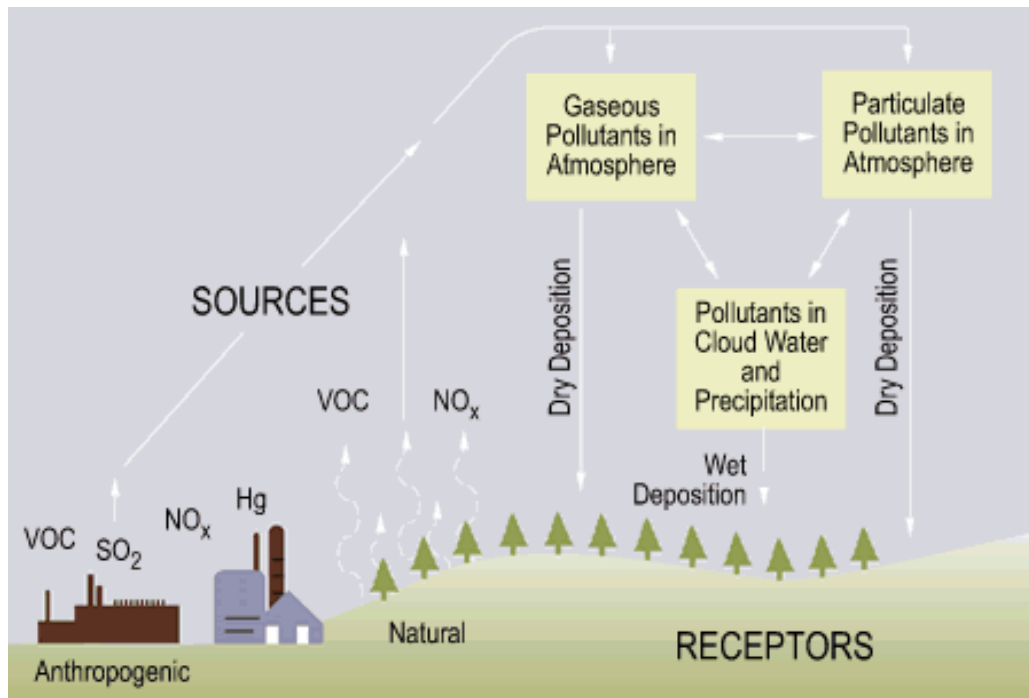 Gaseous
Pollutants in
Atmosphere
Particulate
Pollutants in
Atmosphere
SOURCES
Dry Deposition
Pollutants in
Cloud Water
and
Precipitation
Dry Deposition
VOC
NOx
Wet
Deposition
Hg
NOx
VOC
SO2
Natural
RECEPTORS
Anthropogenic